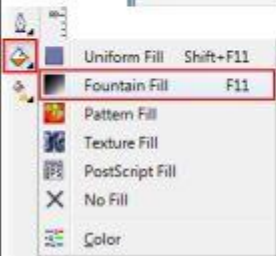 Uniform Fill Shift+F11
Fountain Fill F11
Pattern Fill
Texture Fill
PostScript Fill
No Fill
Color